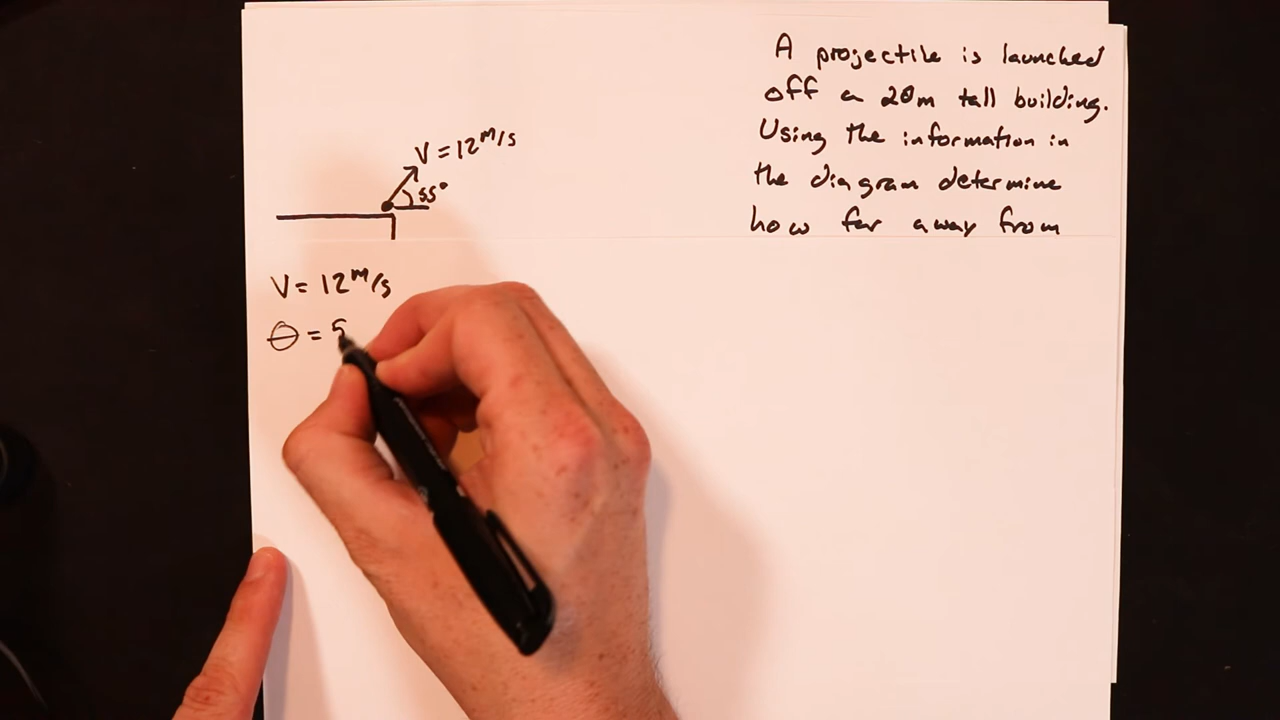 A projectile is launched
off a 20m tall building.
Using the information in
the diagram determine
how far away from
V = 12 m/s
55°
V = 12 m/s
θ = 5